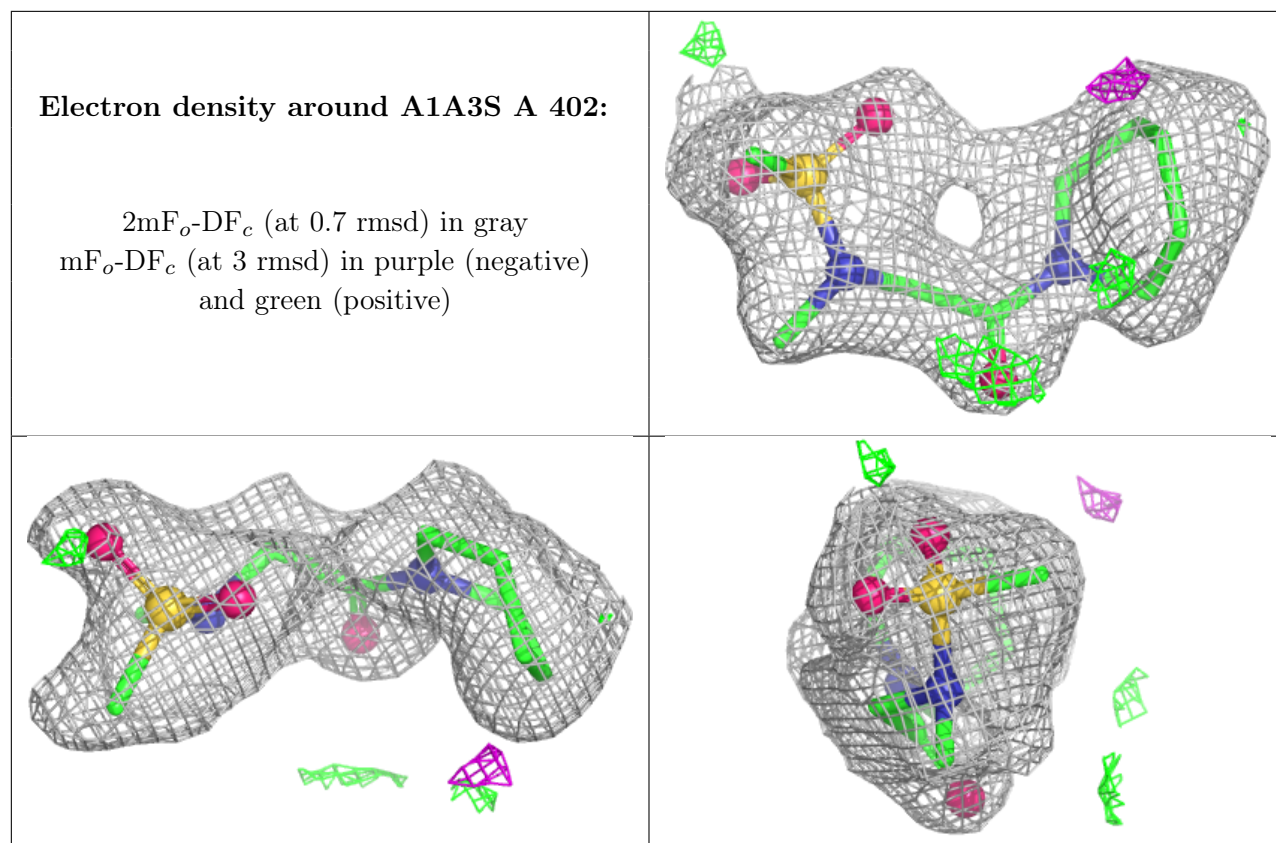 Electron density around A1A3S A 402:
2mFo-DFc (at 0.7 rmsd) in gray
mFo-DFc (at 3 rmsd) in purple (negative)
and green (positive)